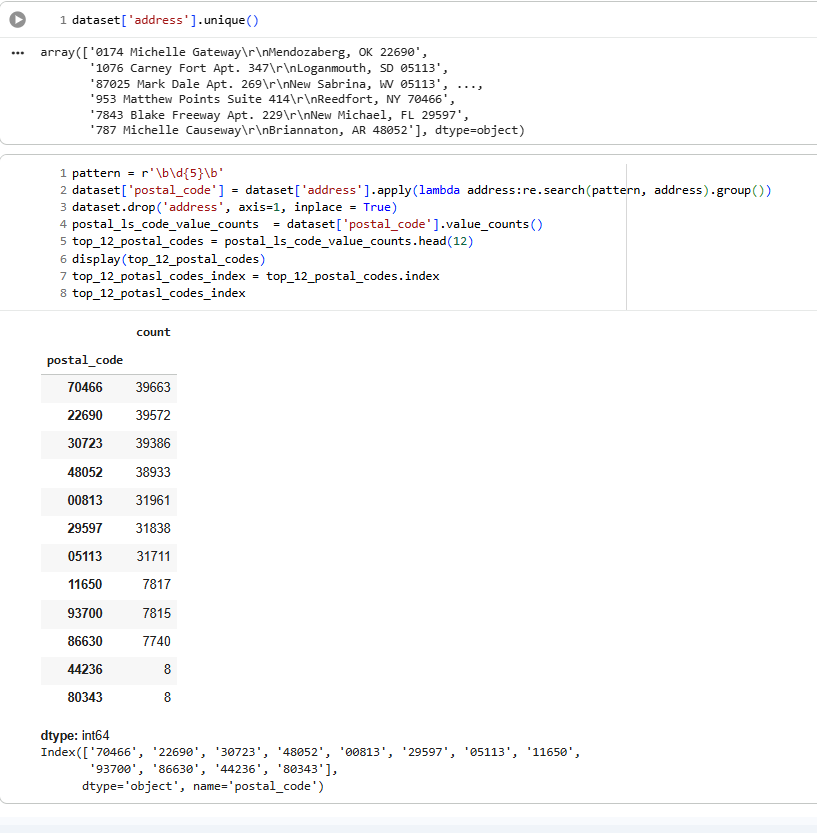 1 dataset['address'].unique()
••• array(['0174 Michelle Gateway\r\nMendozaberg, OK 22690',
'1076 Carney Fort Apt. 347\r\nLoganmouth, SD 05113',
'87025 Mark Dale Apt. 269\r\nNew Sabrina, WV 05113', ...,
'953 Matthew Points Suite 414\r\nReedfort, NY 70466',
'7843 Blake Freeway Apt. 229\r\nNew Michael, FL 29597',
'787 Michelle Causeway\r\nBriannaton, AR 48052'], dtype=object)
1 pattern = r'\b\d{5}\b'
2 dataset['postal_code'] = dataset['address'].apply(lambda address:re.search(pattern, address).group())
3 dataset.drop('address', axis=1, inplace = True)
4 postal_ls_code_value_counts  = dataset['postal_code'].value_counts()
5 top_12_postal_codes = postal_ls_code_value_counts.head(12)
6 display(top_12_postal_codes)
7 top_12_potasl_codes_index = top_12_postal_codes.index
8 top_12_potasl_codes_index
count
postal_code
70466 39663
22690 39572
30723 39386
48052 38933
00813 31961
29597 31838
05113 31711
11650 7817
93700 7815
86630 7740
44236 8
80343 8
dtype: int64
Index(['70466', '22690', '30723', '48052', '00813', '29597', '05113', '11650',
'93700', '86630', '44236', '80343'],
dtype='object', name='postal_code')